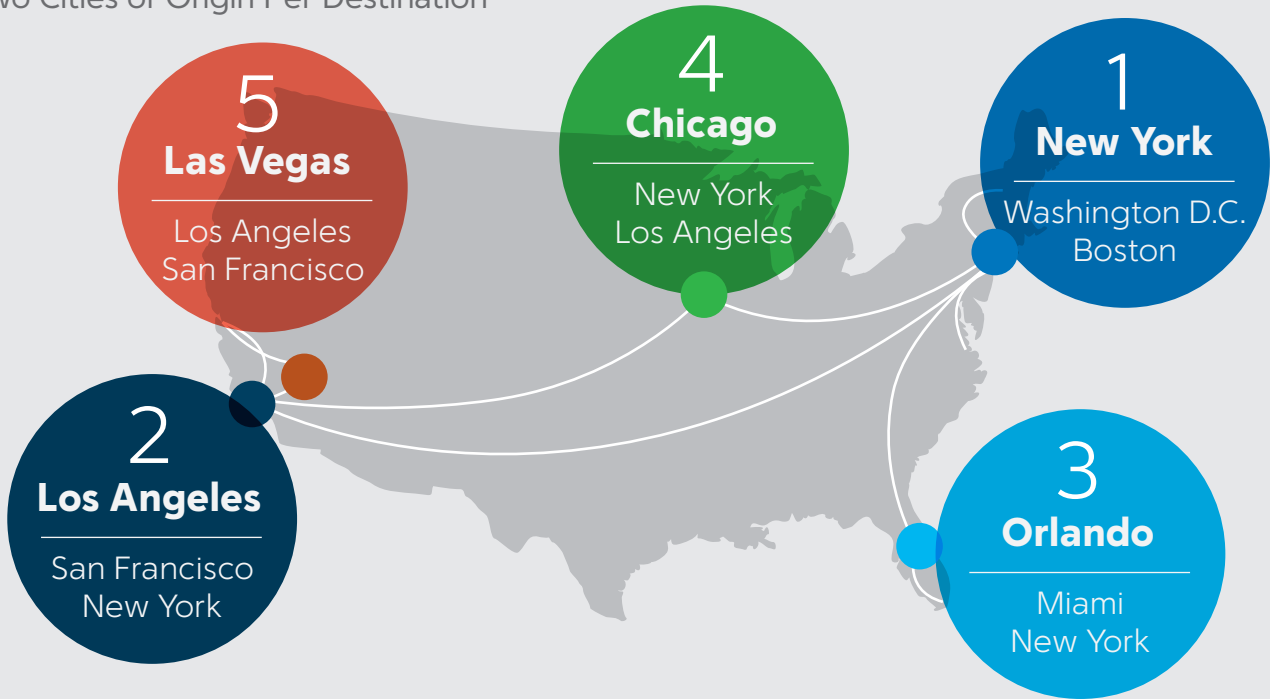 Cities of Origin Per Destination
5
Las Vegas
Los Angeles
San Francisco
4
Chicago
New York
Los Angeles
1
New York
Washington D.C.
Boston
2
Los Angeles
San Francisco
New York
3
Orlando
Miami
New York